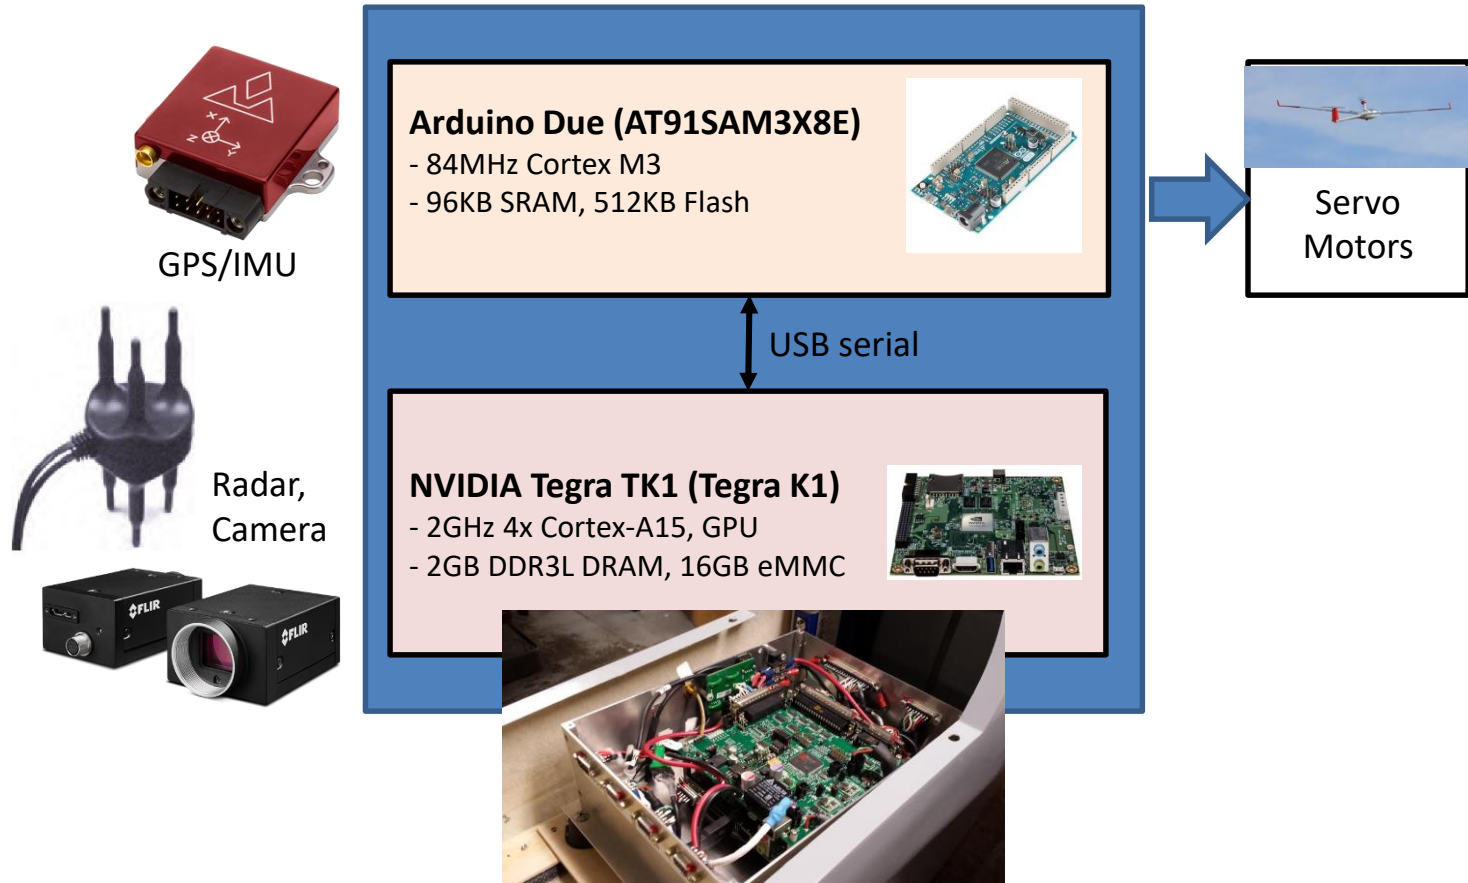 X
Z
Y
GPS/IMU
Radar,
Camera
FLIR
FLIR
Arduino Due (AT91SAM3X8E)
- 84MHz Cortex M3
- 96KB SRAM, 512KB Flash
USB serial
NVIDIA Tegra TK1 (Tegra K1)
- 2GHz 4x Cortex-A15, GPU
- 2GB DDR3L DRAM, 16GB eMMC
Servo
Motors